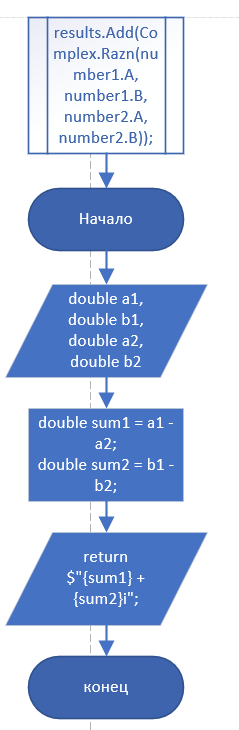 results.Add(Co
mplex.Razn(nu
mber1.A,
number1.B,
number2.A,
number2.B));
Начало
double a1,
double b1,
double a2,
double b2
double sum1 = a1 -
a2;
double sum2 = b1 -
b2;
return
$"{sum1} +
{sum2}i";
конец